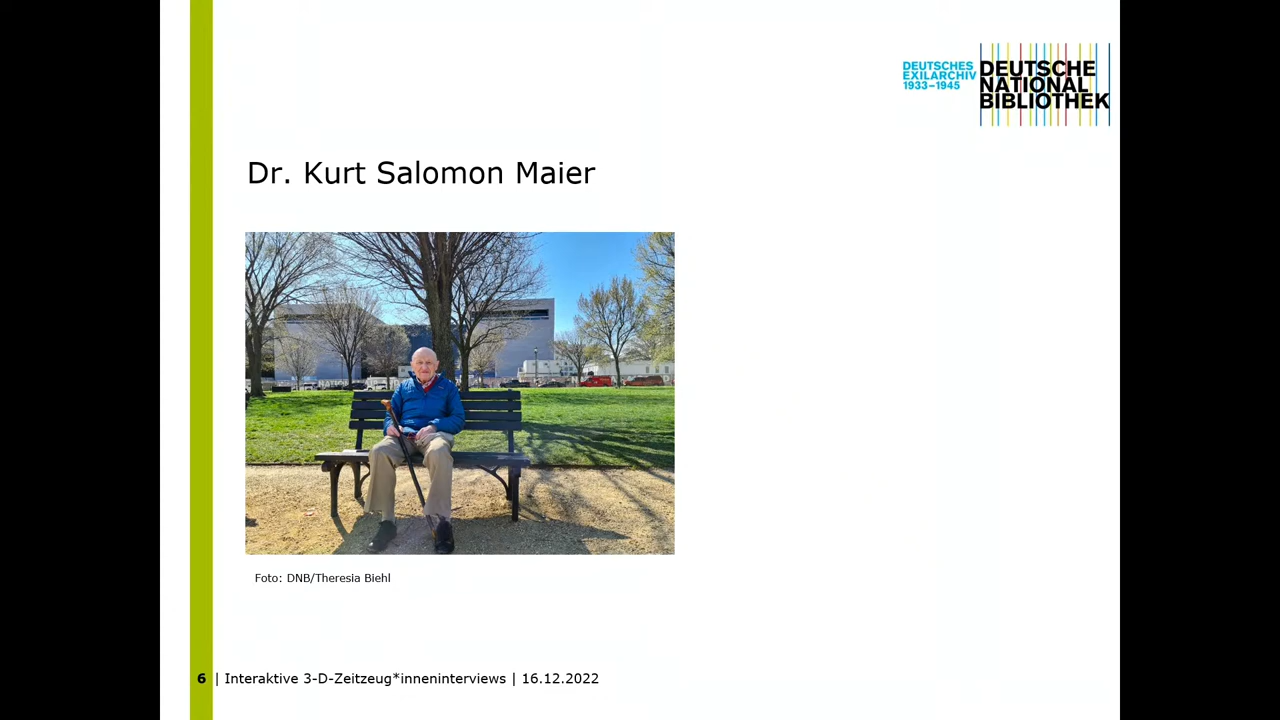 DEUTSCHES
EXILARCHIV
1933–1945
DEUTSCHE
NATIONAL
BIBLIOTHEK
Dr. Kurt Salomon Maier
Foto: DNB/Theresia Biehl
6 | Interaktive 3-D-Zeitzeug*inneninterviews | 16.12.2022